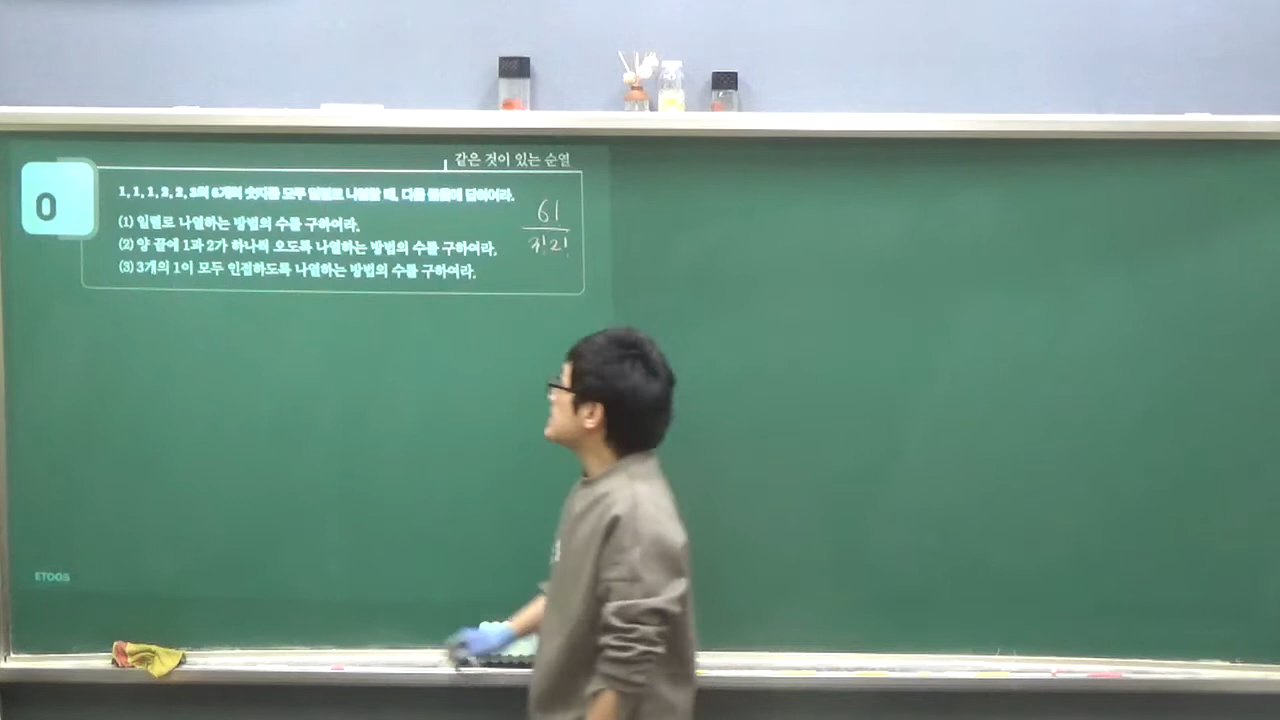 같은 것이 있는 순열
0
1, 1, 1, 2, 2, 3의 6개의 숫자를 모두 일렬로 나열할 때, 다음 물음에 답하여라.
(1) 일렬로 나열하는 방법의 수를 구하여라.
(2) 양 끝에 1과 2가 하나씩 오도록 나열하는 방법의 수를 구하여라.
(3) 3개의 1이 모두 인접하도록 나열하는 방법의 수를 구하여라.
6!
3!2!
ETOOS